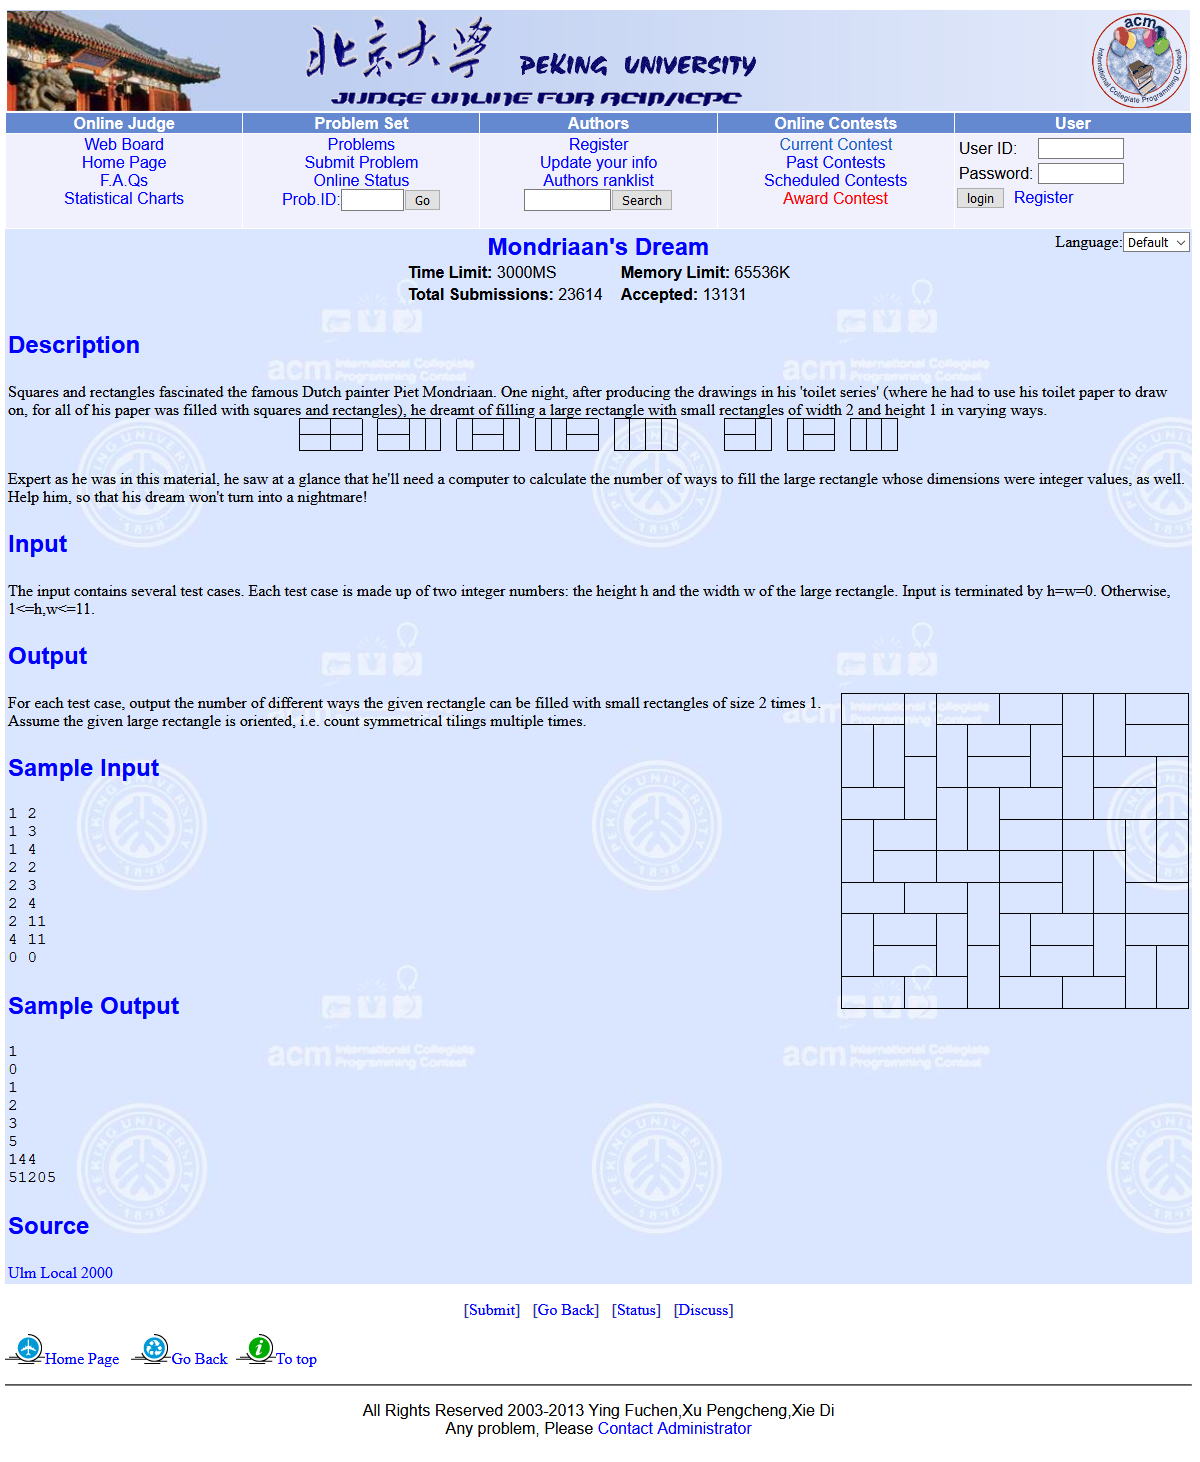 北京大學 PEKING UNIVERSITY
JUDGE ONLINE FOR ACM/ICPC
acm
International Collegiate Programming Contest
Online Judge
Problem Set
Authors
Online Contests
User
Web Board
Home Page
F.A.Qs
Statistical Charts
Problems
Submit Problem
Online Status
Prob.ID: Go
Register
Update your info
Authors ranklist
Search
Current Contest
Past Contests
Scheduled Contests
Award Contest
User ID:
Password:
login Register
Language: Default
Mondriaan's Dream
Time Limit: 3000MS Memory Limit: 65536K
Total Submissions: 23614 Accepted: 13131
Description
Squares and rectangles fascinated the famous Dutch painter Piet Mondriaan. One night, after producing the drawings in his 'toilet series' (where he had to use his toilet paper to draw
on, for all of his paper was filled with squares and rectangles), he dreamt of filling a large rectangle with small rectangles of width 2 and height 1 in varying ways.
Expert as he was in this material, he saw at a glance that he'll need a computer to calculate the number of ways to fill the large rectangle whose dimensions were integer values, as well.
Help him, so that his dream won't turn into a nightmare!
Input
The input contains several test cases. Each test case is made up of two integer numbers: the height h and the width w of the large rectangle. Input is terminated by h=w=0. Otherwise,
1<=h,w<=11.
Output
For each test case, output the number of different ways the given rectangle can be filled with small rectangles of size 2 times 1.
Assume the given large rectangle is oriented, i.e. count symmetrical tilings multiple times.
Sample Input
1 2
1 3
1 4
2 2
2 3
2 4
2 11
4 11
0 0
Sample Output
1
0
1
2
3
5
144
51205
Source
Ulm Local 2000
[Submit] [Go Back] [Status] [Discuss]
Home Page Go Back To top
All Rights Reserved 2003-2013 Ying Fuchen,Xu Pengcheng,Xie Di
Any problem, Please Contact Administrator